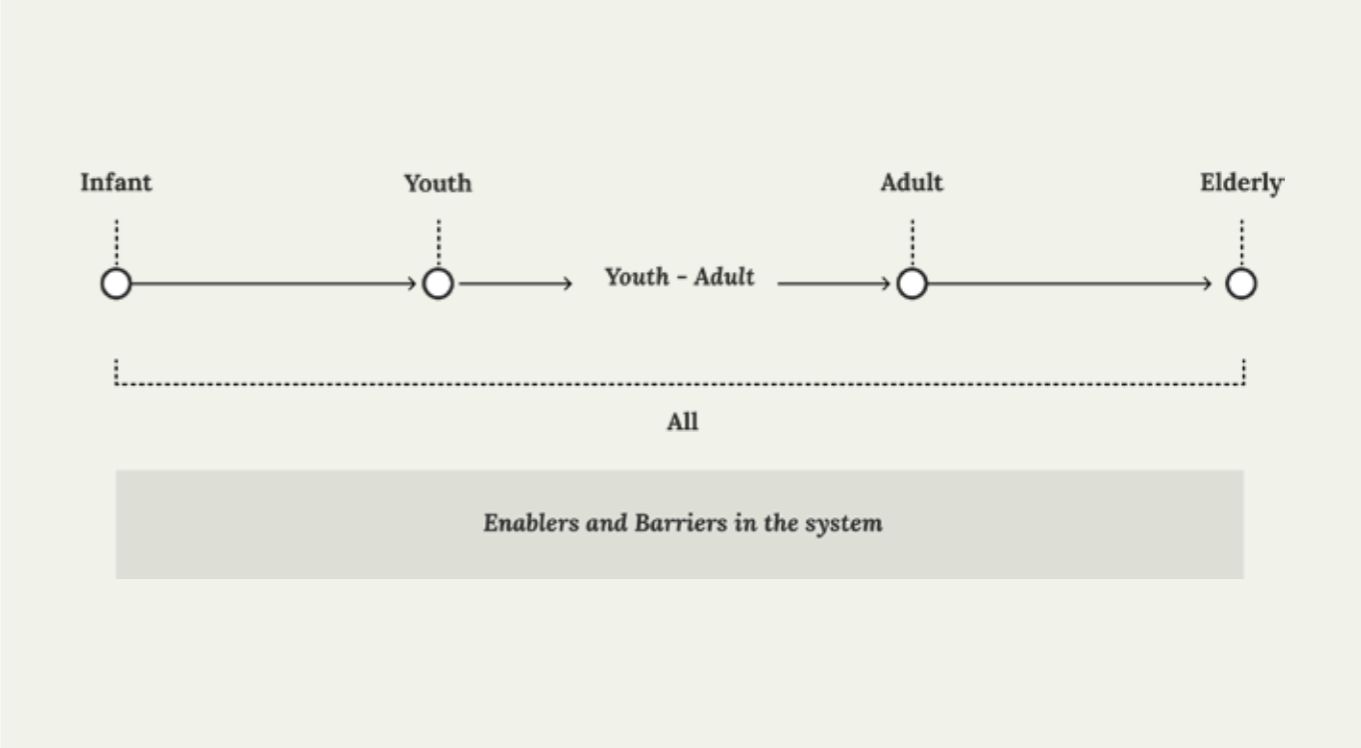 Infant
Youth
Adult
Elderly
Youth - Adult
All
Enablers and Barriers in the system